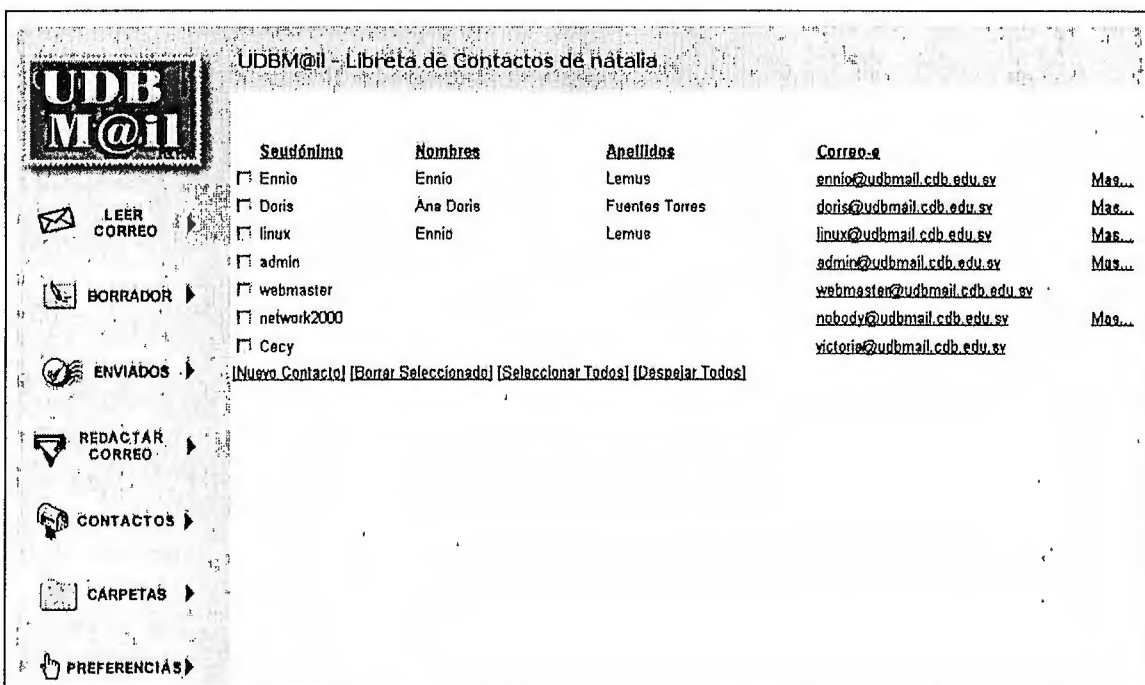 UDBM@il - Libreta de Contactos de natalia
UDB
M@il
Seudónimo Nombres Apellidos Correo-e
Ennio Ennio Lemus ennio@udbmail.cdb.edu.sv Mas...
Doris Ana Doris Fuentes Torres doris@udbmail.cdb.edu.sv Mas...
linux Ennio Lemus linux@udbmail.cdb.edu.sv Mas...
admin admin@udbmail.cdb.edu.sv Mas...
webmaster webmaster@udbmail.cdb.edu.sv
network2000 nobody@udbmail.cdb.edu.sv Mas...
Cecy victoria@udbmail.cdb.edu.sv
[Nuevo Contacto] [Borrar Seleccionado] [Seleccionar Todos] [Despejar Todos]
LEER
CORREO
BORRADOR
ENVIADOS
REDACTAR
CORREO
CONTACTOS
CARPETAS
PREFERENCIAS